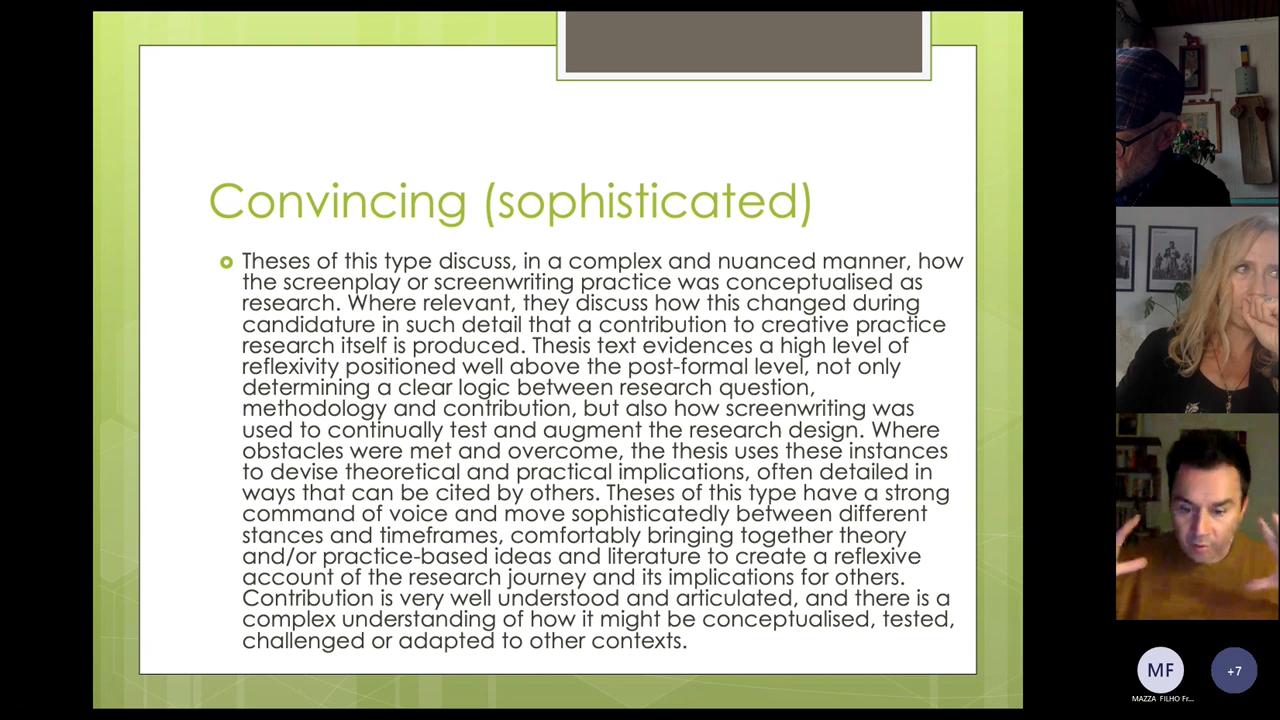 Convincing (sophisticated)
Theses of this type discuss, in a complex and nuanced manner, how
the screenplay or screenwriting practice was conceptualised as
research. Where relevant, they discuss how this changed during
candidature in such detail that a contribution to creative practice
research itself is produced. Thesis text evidences a high level of
reflexivity positioned well above the post-formal level, not only
determining a clear logic between research question,
methodology and contribution, but also how screenwriting was
used to continually test and augment the research design. Where
obstacles were met and overcome, the thesis uses these instances
to devise theoretical and practical implications, often detailed in
ways that can be cited by others. Theses of this type have a strong
command of voice and move sophisticatedly between different
stances and timeframes, comfortably bringing together theory
and/or practice-based ideas and literature to create a reflexive
account of the research journey and its implications for others.
Contribution is very well understood and articulated, and there is a
complex understanding of how it might be conceptualised, tested,
challenged or adapted to other contexts.
MF
+7
MAZZA FILHO Fr...